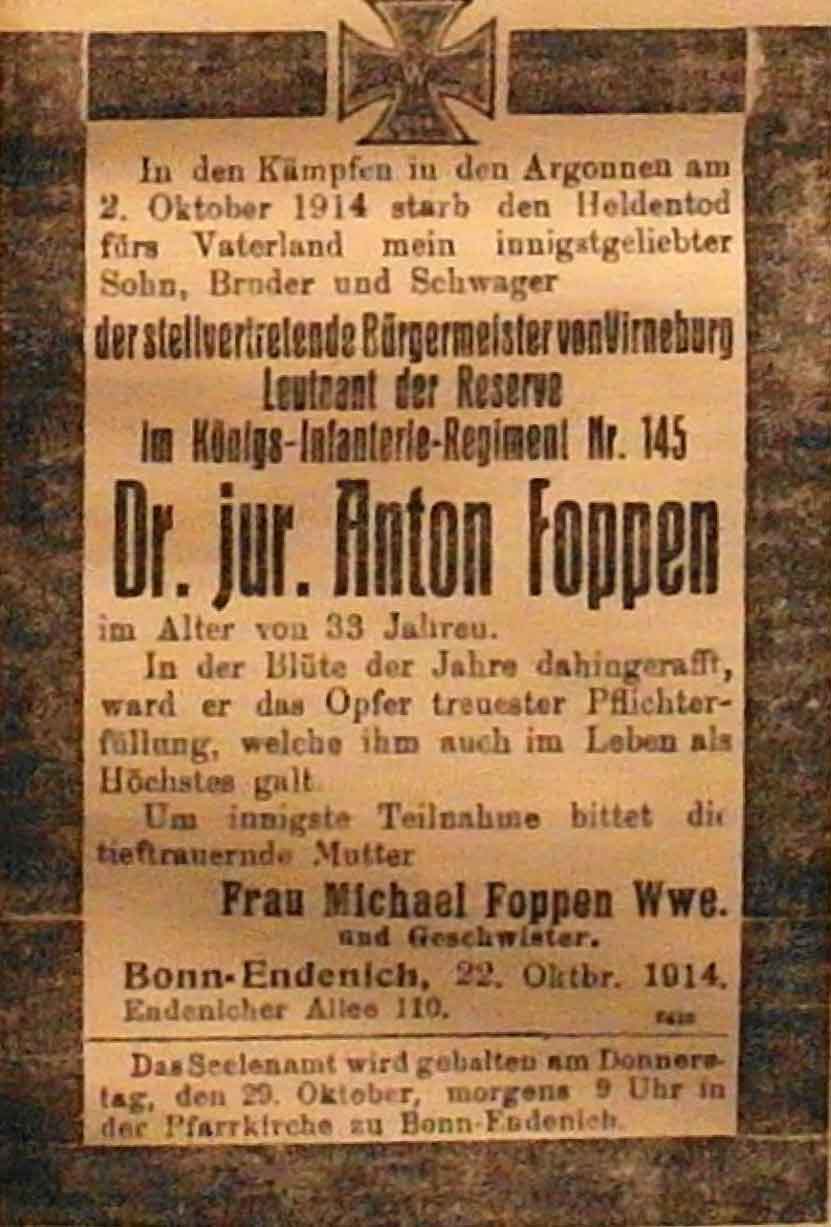 W
In den Kämpfen in den Argonnen am
2. Oktober 1914 starb den Heldentod
fürs Vaterland mein innigstgeliebter
Sohn, Bruder und Schwager
der stellvertretende Bürgermeister von Virneburg
Leutnant der Reserve
im Königs-Infanterie-Regiment Nr. 145
Dr. jur. Anton Foppen
im Alter von 33 Jahren.
In der Blüte der Jahre dahingerafft,
ward er das Opfer treuester Pflichter-
füllung, welche ihm auch im Leben als
Höchstes galt.
Um innigste Teilnahme bittet die
tieftrauernde Mutter
Frau Michael Foppen Wwe.
und Geschwister.
Bonn-Endenich, 22. Oktbr. 1914.
Endenicher Allee 110.
Das Seelenamt wird gehalten am Donners-
tag, den 29. Oktober, morgens 9 Uhr in
der Pfarrkirche zu Bonn-Endenich.